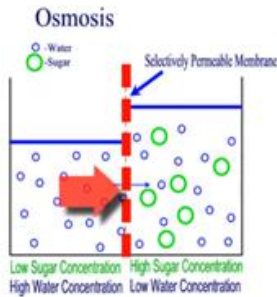 Osmosis
-Water
-Sugar
Selectively Permeable Membrane
Low Sugar Concentration
High Water Concentration
High Sugar Concentration
Low Water Concentration